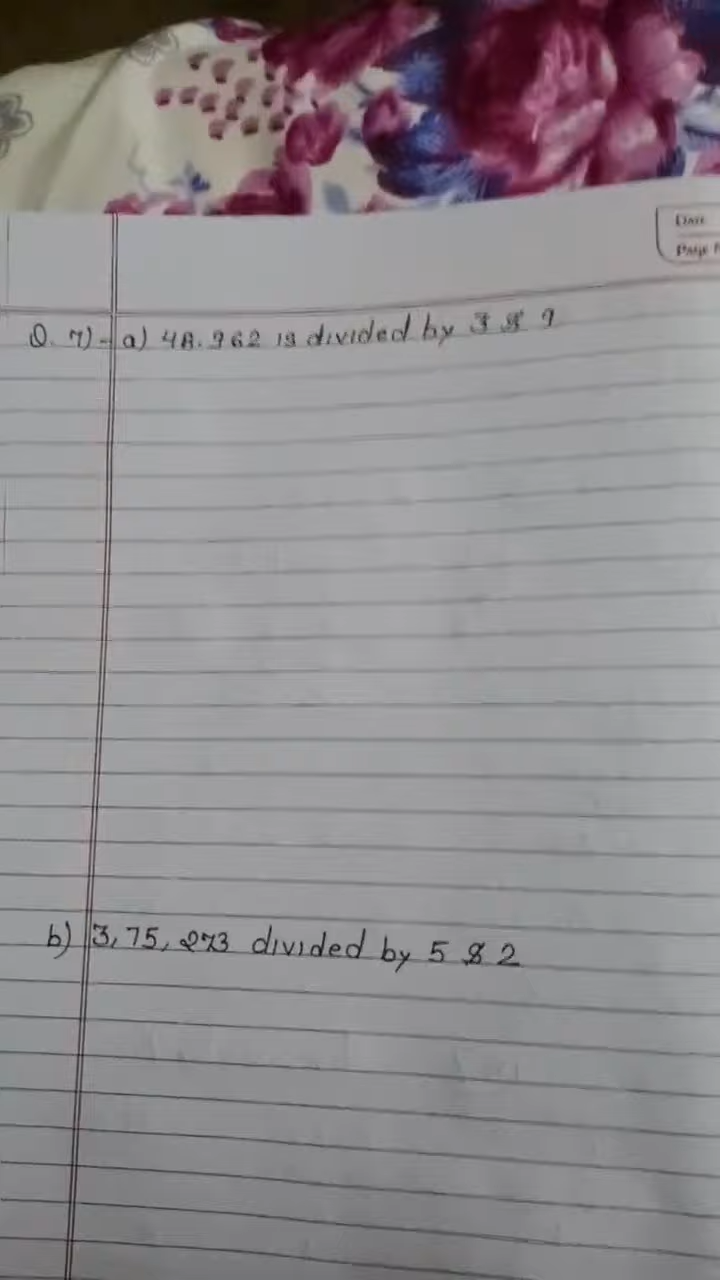 Date
Page N
Q. 7)- a) 48.962 is divided by 3 & 9
b) 3,75,273 divided by 5 & 2